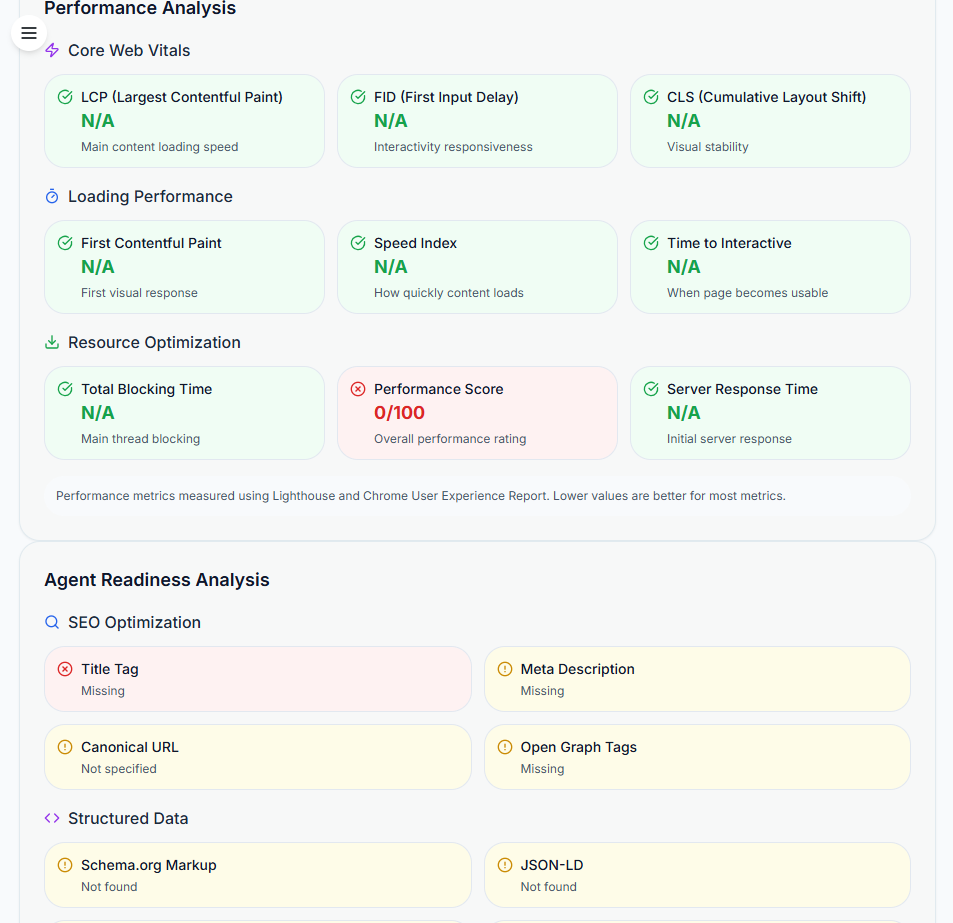 Performance Analysis
Core Web Vitals
LCP (Largest Contentful Paint)
N/A
Main content loading speed
FID (First Input Delay)
N/A
Interactivity responsiveness
CLS (Cumulative Layout Shift)
N/A
Visual stability
Loading Performance
First Contentful Paint
N/A
First visual response
Speed Index
N/A
How quickly content loads
Time to Interactive
N/A
When page becomes usable
Resource Optimization
Total Blocking Time
N/A
Main thread blocking
Performance Score
0/100
Overall performance rating
Server Response Time
N/A
Initial server response
Performance metrics measured using Lighthouse and Chrome User Experience Report. Lower values are better for most metrics.
Agent Readiness Analysis
SEO Optimization
Title Tag
Missing
Meta Description
Missing
Canonical URL
Not specified
Open Graph Tags
Missing
Structured Data
Schema.org Markup
Not found
JSON-LD
Not found